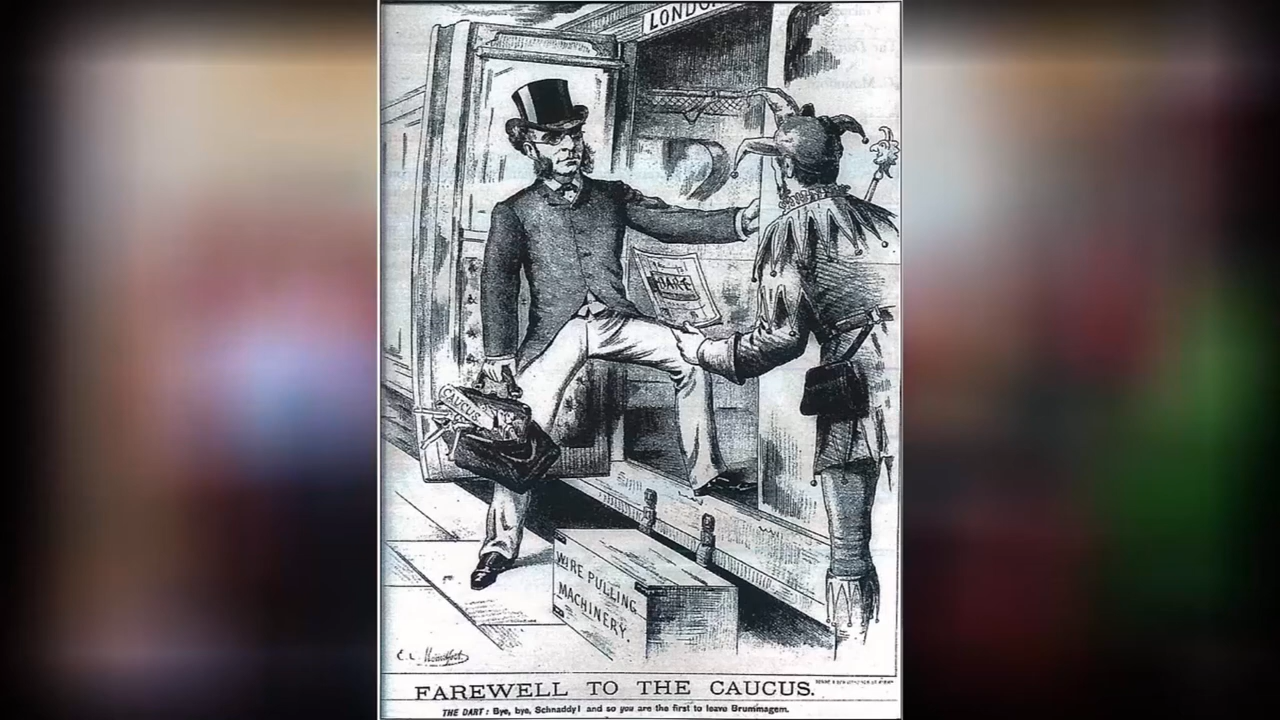 LONDON
DART
CAUCUS
WIRE PULLING
MACHINERY.
FAREWELL TO THE CAUCUS.
THE DART: Bye, bye, Schnaddy! and so you are the first to leave Brummagem.